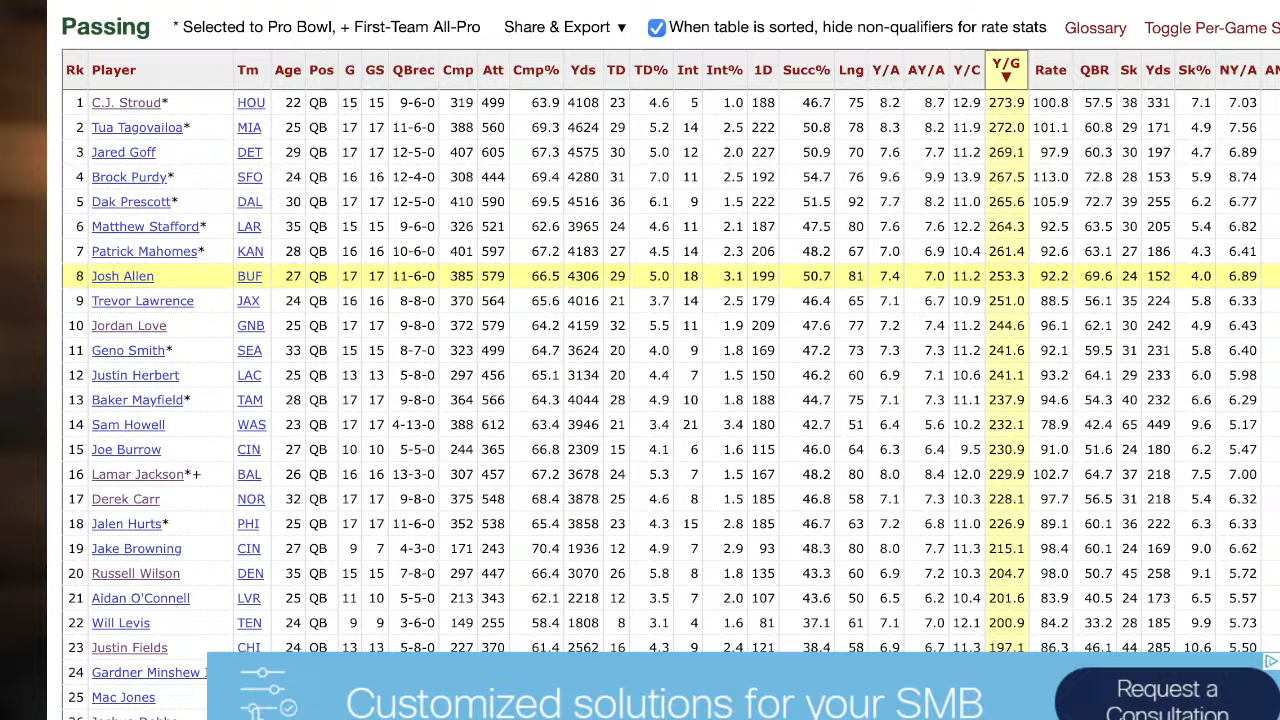 Passing * Selected to Pro Bowl, + First-Team All-Pro Share & Export ▼ When table is sorted, hide non-qualifiers for rate stats Glossary Toggle Per-Game S
Rk Player Tm Age Pos G GS QBrec Cmp Att Cmp% Yds TD TD% Int Int% 1D Succ% Lng Y/A AY/A Y/C Y/G ▼ Rate QBR Sk Yds Sk% NY/A AN
1 C.J. Stroud* HOU 22 QB 15 15 9-6-0 319 499 63.9 4108 23 4.6 5 1.0 188 46.7 75 8.2 8.7 12.9 273.9 100.8 57.5 38 331 7.1 7.03
2 Tua Tagovailoa* MIA 25 QB 17 17 11-6-0 388 560 69.3 4624 29 5.2 14 2.5 222 50.8 78 8.3 8.2 11.9 272.0 101.1 60.8 29 171 4.9 7.56
3 Jared Goff DET 29 QB 17 17 12-5-0 407 605 67.3 4575 30 5.0 12 2.0 227 50.9 70 7.6 7.7 11.2 269.1 97.9 60.3 30 197 4.7 6.89
4 Brock Purdy* SFO 24 QB 16 16 12-4-0 308 444 69.4 4280 31 7.0 11 2.5 192 54.7 76 9.6 9.9 13.9 267.5 113.0 72.8 28 153 5.9 8.74
5 Dak Prescott* DAL 30 QB 17 17 12-5-0 410 590 69.5 4516 36 6.1 9 1.5 222 51.5 92 7.7 8.2 11.0 265.6 105.9 72.7 39 255 6.2 6.77
6 Matthew Stafford* LAR 35 QB 15 15 9-6-0 326 521 62.6 3965 24 4.6 11 2.1 187 47.5 80 7.6 7.6 12.2 264.3 92.5 63.5 30 205 5.4 6.82
7 Patrick Mahomes* KAN 28 QB 16 16 10-6-0 401 597 67.2 4183 27 4.5 14 2.3 206 48.2 67 7.0 6.9 10.4 261.4 92.6 63.1 27 186 4.3 6.41
8 Josh Allen BUF 27 QB 17 17 11-6-0 385 579 66.5 4306 29 5.0 18 3.1 199 50.7 81 7.4 7.0 11.2 253.3 92.2 69.6 24 152 4.0 6.89
9 Trevor Lawrence JAX 24 QB 16 16 8-8-0 370 564 65.6 4016 21 3.7 14 2.5 179 46.4 65 7.1 6.7 10.9 251.0 88.5 56.1 35 224 5.8 6.33
10 Jordan Love GNB 25 QB 17 17 9-8-0 372 579 64.2 4159 32 5.5 11 1.9 209 47.6 77 7.2 7.4 11.2 244.6 96.1 62.1 30 242 4.9 6.43
11 Geno Smith* SEA 33 QB 15 15 8-7-0 323 499 64.7 3624 20 4.0 9 1.8 169 47.2 73 7.3 7.3 11.2 241.6 92.1 59.5 31 231 5.8 6.40
12 Justin Herbert LAC 25 QB 13 13 5-8-0 297 456 65.1 3134 20 4.4 7 1.5 150 46.2 60 6.9 7.1 10.6 241.1 93.2 64.1 29 233 6.0 5.98
13 Baker Mayfield* TAM 28 QB 17 17 9-8-0 364 566 64.3 4044 28 4.9 10 1.8 188 44.7 75 7.1 7.3 11.1 237.9 94.6 54.3 40 232 6.6 6.29
14 Sam Howell WAS 23 QB 17 17 4-13-0 388 612 63.4 3946 21 3.4 21 3.4 180 42.7 51 6.4 5.6 10.2 232.1 78.9 42.4 65 449 9.6 5.17
15 Joe Burrow CIN 27 QB 10 10 5-5-0 244 365 66.8 2309 15 4.1 6 1.6 115 46.0 64 6.3 6.4 9.5 230.9 91.0 51.6 24 180 6.2 5.47
16 Lamar Jackson*+ BAL 26 QB 16 16 13-3-0 307 457 67.2 3678 24 5.3 7 1.5 167 48.2 80 8.0 8.4 12.0 229.9 102.7 64.7 37 218 7.5 7.00
17 Derek Carr NOR 32 QB 17 17 9-8-0 375 548 68.4 3878 25 4.6 8 1.5 185 46.8 58 7.1 7.3 10.3 228.1 97.7 56.5 31 218 5.4 6.32
18 Jalen Hurts* PHI 25 QB 17 17 11-6-0 352 538 65.4 3858 23 4.3 15 2.8 185 46.7 63 7.2 6.8 11.0 226.9 89.1 60.1 36 222 6.3 6.33
19 Jake Browning CIN 27 QB 9 7 4-3-0 171 243 70.4 1936 12 4.9 7 2.9 93 48.3 80 8.0 7.7 11.3 215.1 98.4 60.1 24 169 9.0 6.62
20 Russell Wilson DEN 35 QB 15 15 7-8-0 297 447 66.4 3070 26 5.8 8 1.8 135 43.3 60 6.9 7.2 10.3 204.7 98.0 50.7 45 258 9.1 5.72
21 Aidan O'Connell LVR 25 QB 11 10 5-5-0 213 343 62.1 2218 12 3.5 7 2.0 107 43.6 50 6.5 6.2 10.4 201.6 83.9 40.5 24 173 6.5 5.57
22 Will Levis TEN 24 QB 9 9 3-6-0 149 255 58.4 1808 8 3.1 4 1.6 81 37.1 61 7.1 7.0 12.1 200.9 84.2 33.2 28 185 9.9 5.73
23 Justin Fields CHI 24 QB 13 13 5-8-0 227 370 61.4 2562 16 4.3 9 2.4 121 38.4 58 6.9 6.7 11.3 197.1 86.3 46.1 44 285 10.6 5.50
24 Gardner Minshew
25 Mac Jones
Customized solutions for your SMB
Request a
Consultation